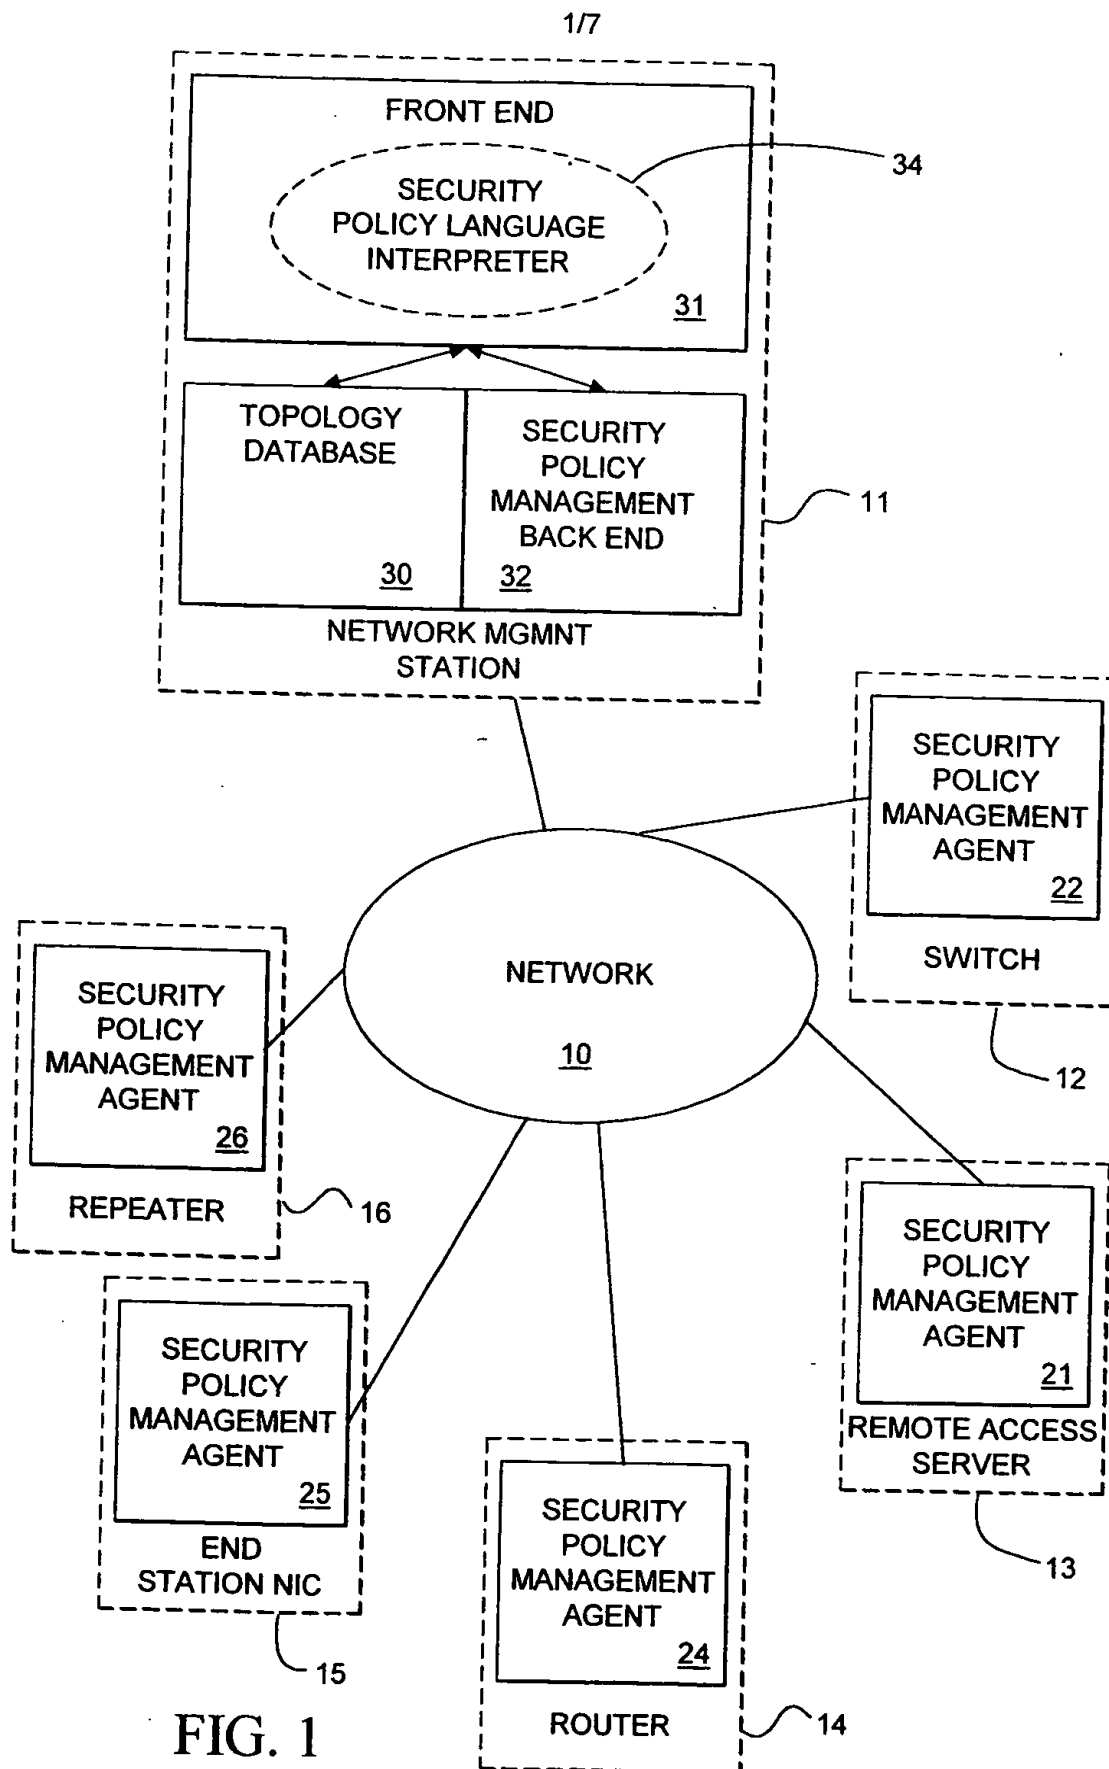 1/7
FRONT END
34
SECURITY
POLICY LANGUAGE
INTERPRETER
31
TOPOLOGY
DATABASE
30
SECURITY
POLICY
MANAGEMENT
BACK END
32
11
NETWORK MGMNT
STATION
SECURITY
POLICY
MANAGEMENT
AGENT
22
SWITCH
12
NETWORK
10
SECURITY
POLICY
MANAGEMENT
AGENT
26
REPEATER
16
SECURITY
POLICY
MANAGEMENT
AGENT
21
REMOTE ACCESS
SERVER
13
SECURITY
POLICY
MANAGEMENT
AGENT
25
END
STATION NIC
15
SECURITY
POLICY
MANAGEMENT
AGENT
24
ROUTER
14
FIG. 1